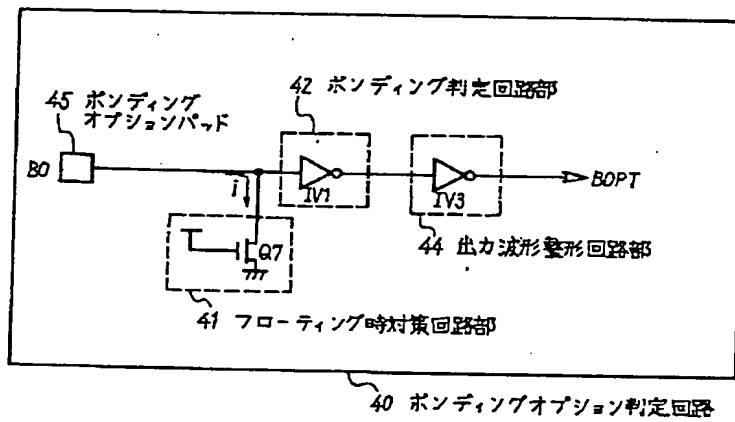 42 ボンディング判定回路部
45 ボンディング
オプションパッド
BO
i
IV1
IV3
BOPT
Q7
44 出力波形整形回路部
41 フローティング時対策回路部
40 ボンディングオプション判定回路